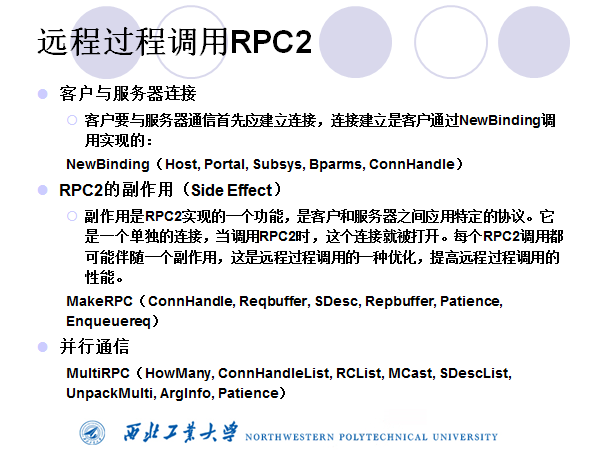 远程过程调用RPC2
客户与服务器连接
客户要与服务器通信首先应建立连接，连接建立是客户通过NewBinding调
用实现的：
NewBinding（Host, Portal, Subsys, Bparms, ConnHandle）
RPC2的副作用（Side Effect）
副作用是RPC2实现的一个功能，是客户和服务器之间应用特定的协议。它
是一个单独的连接，当调用RPC2时，这个连接就被打开。每个RPC2调用都
可能伴随一个副作用，这是远程过程调用的一种优化，提高远程过程调用的
性能。
MakeRPC（ConnHandle, Reqbuffer, SDesc, Repbuffer, Patience,
Enqueuereq）
并行通信
MultiRPC（HowMany, ConnHandleList, RCList, MCast, SDescList,
UnpackMulti, ArgInfo, Patience）
西北工业大学 NORTHWESTERN POLYTECHNICAL UNIVERSITY